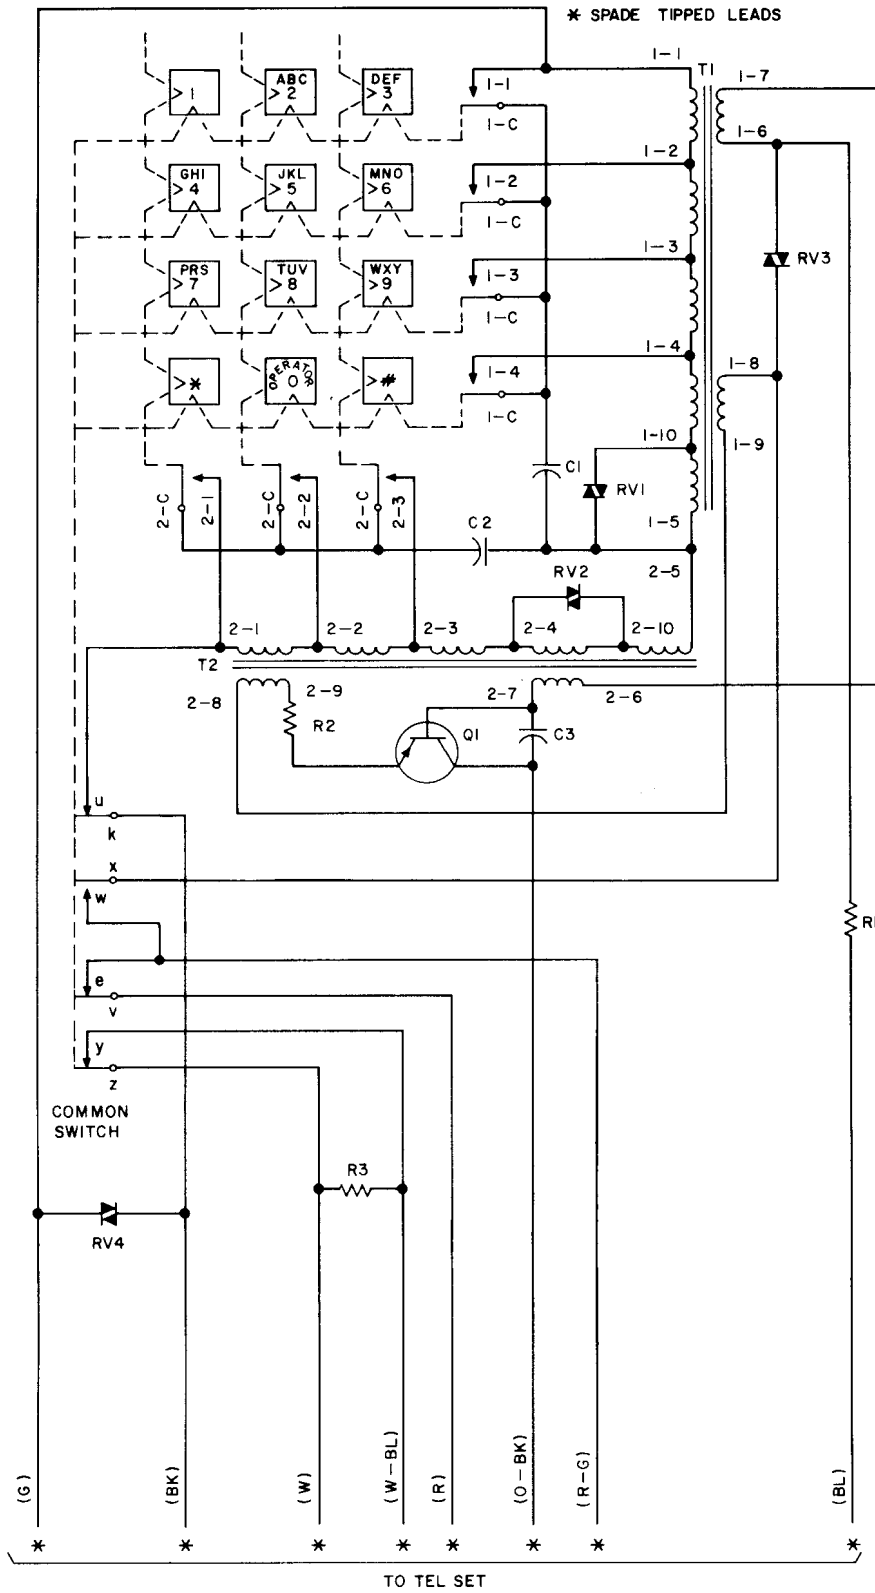 * SPADE TIPPED LEADS
1-1
T1
1-7
1
ABC
2
DEF
3
1-1
1-C
1-6
1-2
GHI
4
JKL
5
MNO
6
1-2
1-C
1-3
RV3
PRS
7
TUV
8
WXY
9
1-3
1-C
1-4
1-8
*
OPERATOR
0
#
1-4
1-C
1-10
1-9
C1
RV1
2-C
2-1
2-C
2-2
2-C
2-3
C2
1-5
RV2
2-5
2-1
2-2
2-3
2-4
2-10
T2
2-8
2-9
2-7
2-6
R2
Q1
C3
u
k
x
w
e
v
y
z
COMMON
SWITCH
R3
RV4
(G)
(BK)
(W)
(W-BL)
(R)
(O-BK)
(R-G)
(BL)
* * * * * * * *
TO TEL SET